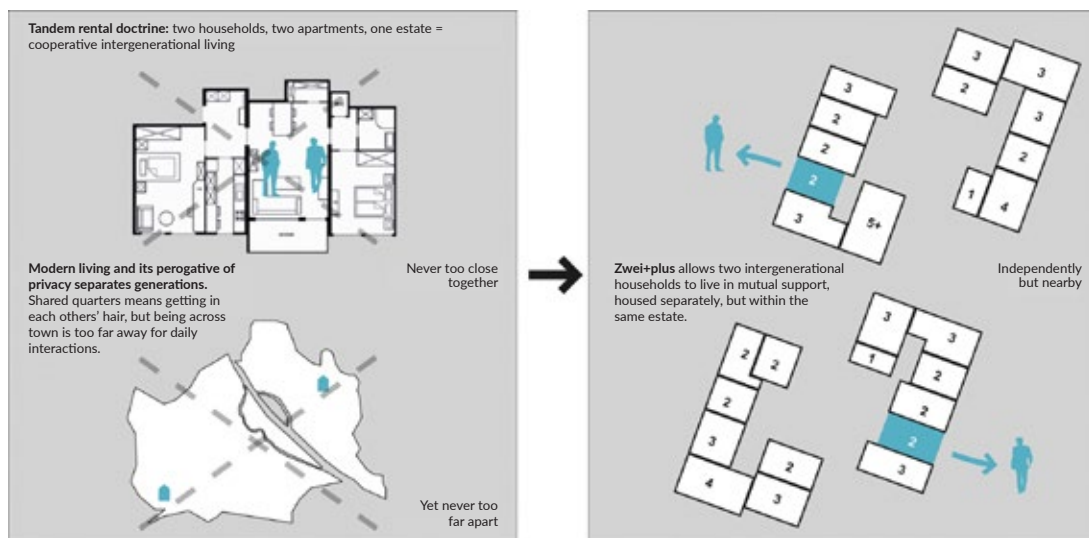 Tandem rental doctrine: two households, two apartments, one estate =
cooperative intergenerational living
Modern living and its perogative of
privacy separates generations.
Shared quarters means getting in
each others' hair, but being across
town is too far away for daily
interactions.
Never too close
together
Yet never too
far apart
3
2
2
2
3
5+
3
2
3
3
2
1
4
Zwei+plus allows two intergenerational
households to live in mutual support,
housed separately, but within the
same estate.
Independently
but nearby
2
2
2
3
4
2
3
3
1
3
2
2
2
3